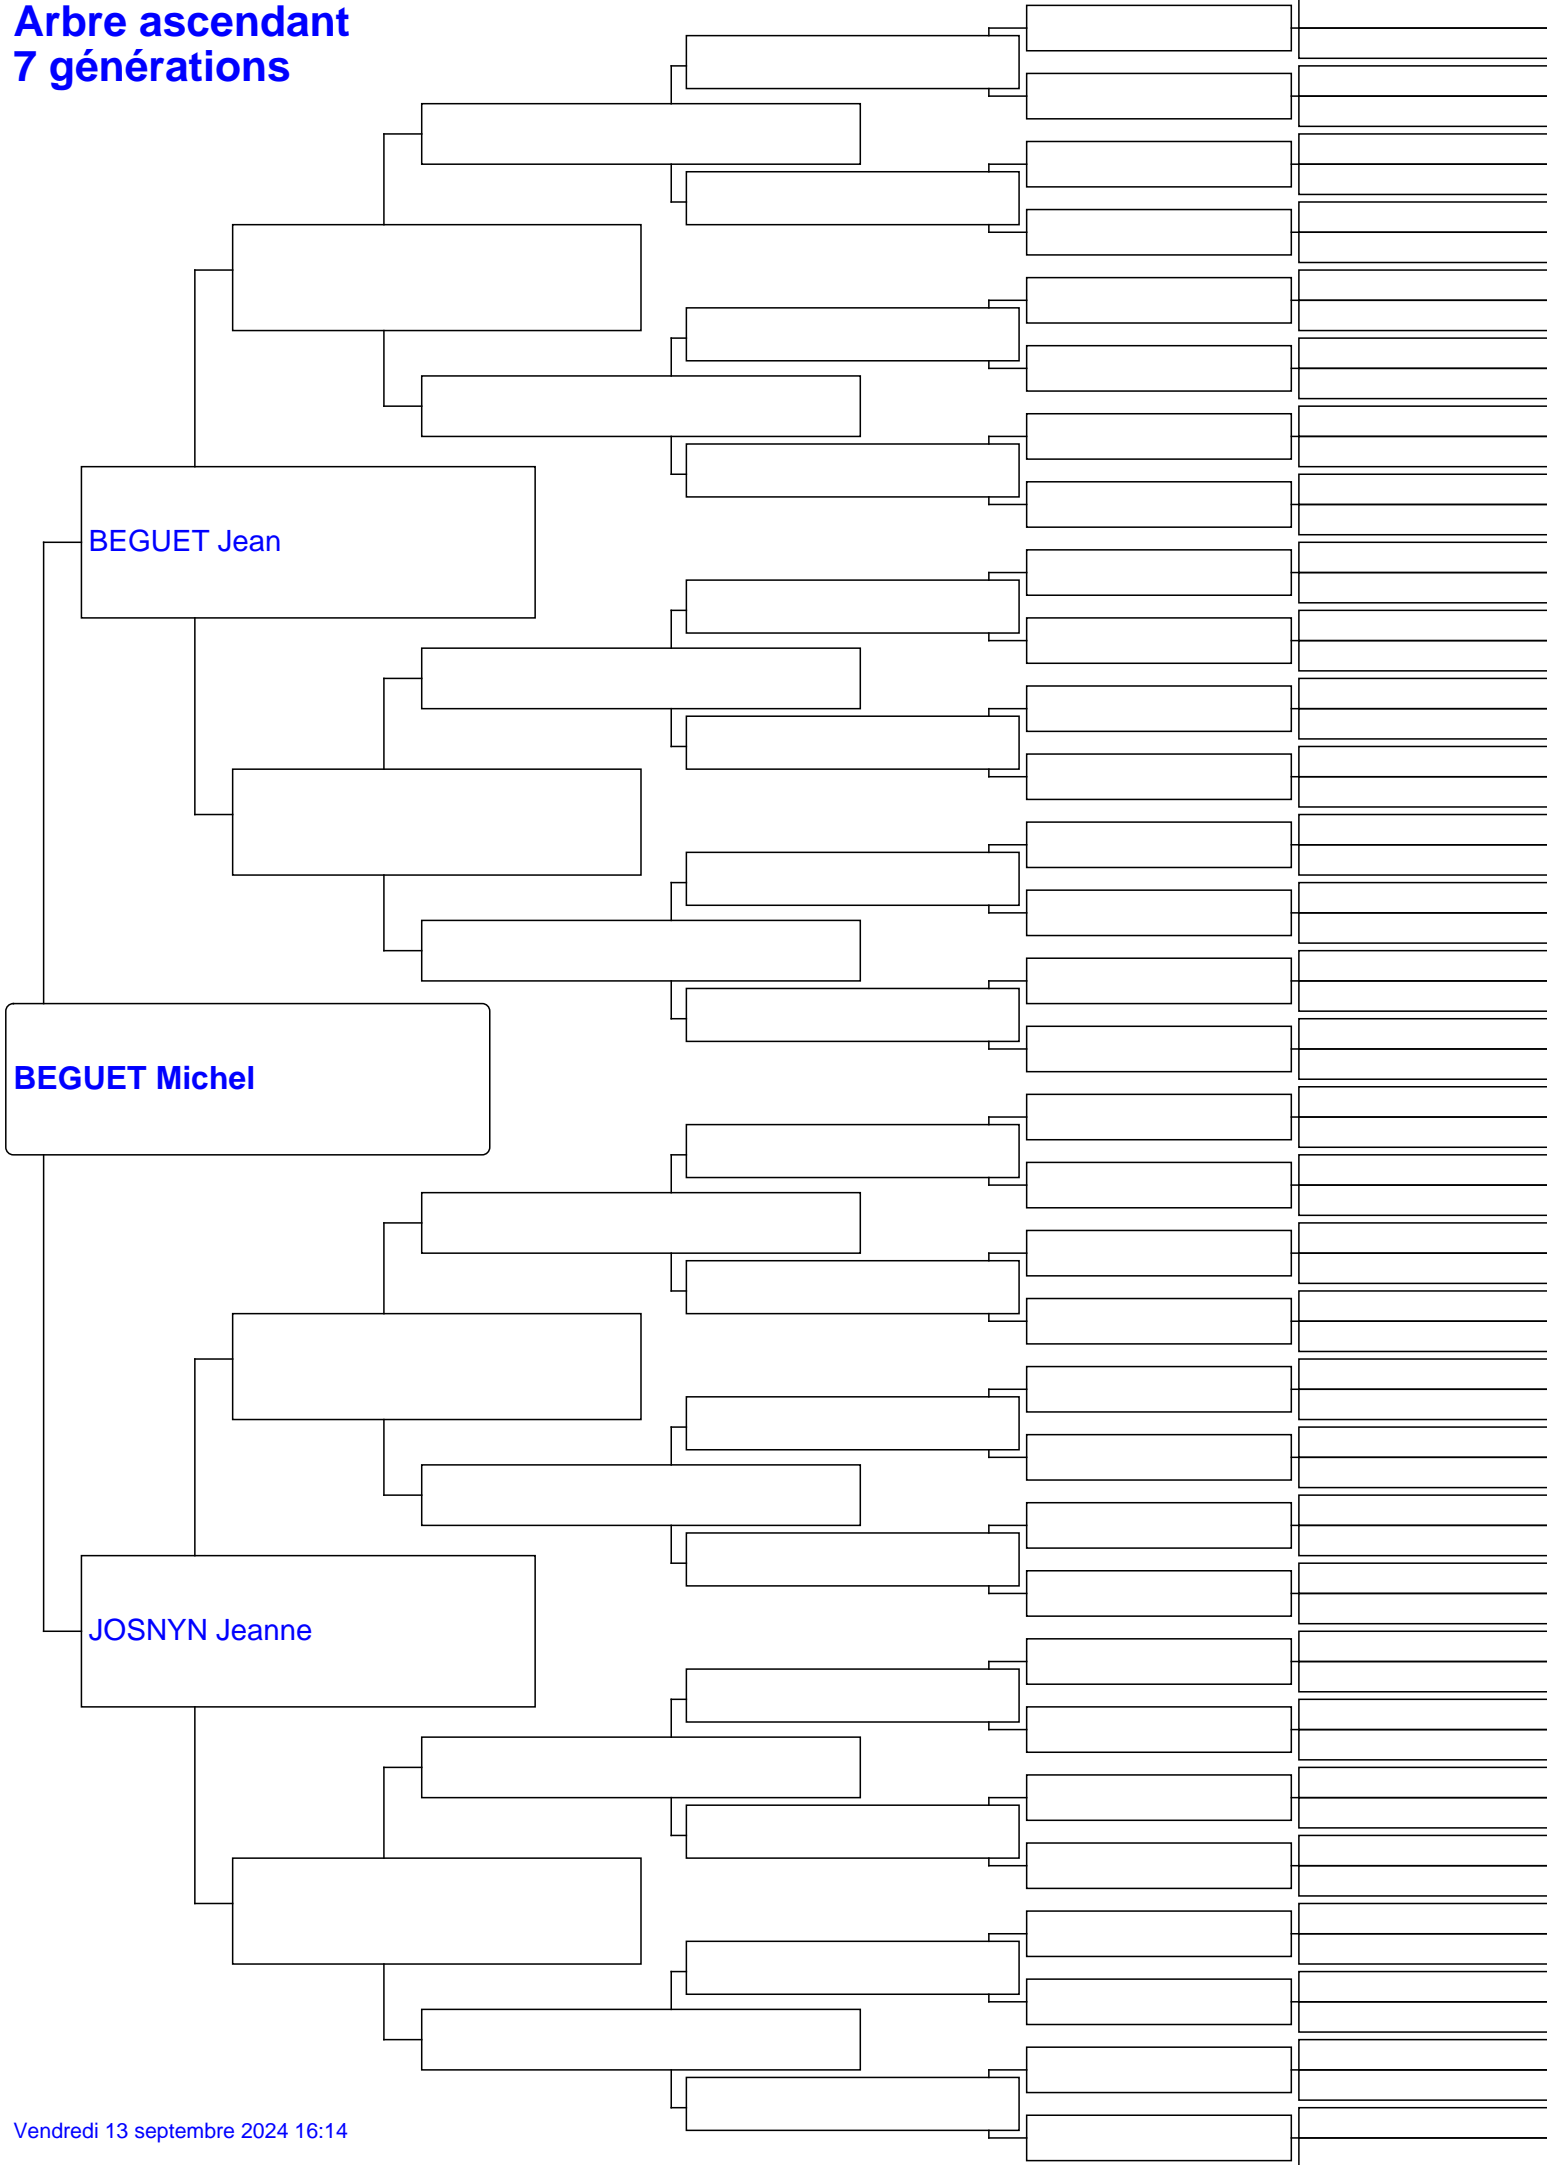 Arbre ascendant
7 générations
BEGUET Jean
BEGUET Michel
JOSNYN Jeanne
Vendredi 13 septembre 2024 16:14